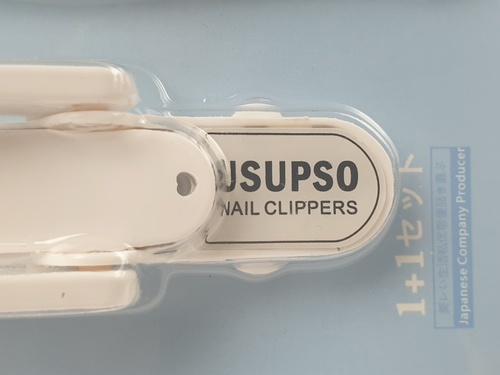 USUPSO
NAIL CLIPPERS
1+1セット
Japanese Company Producer